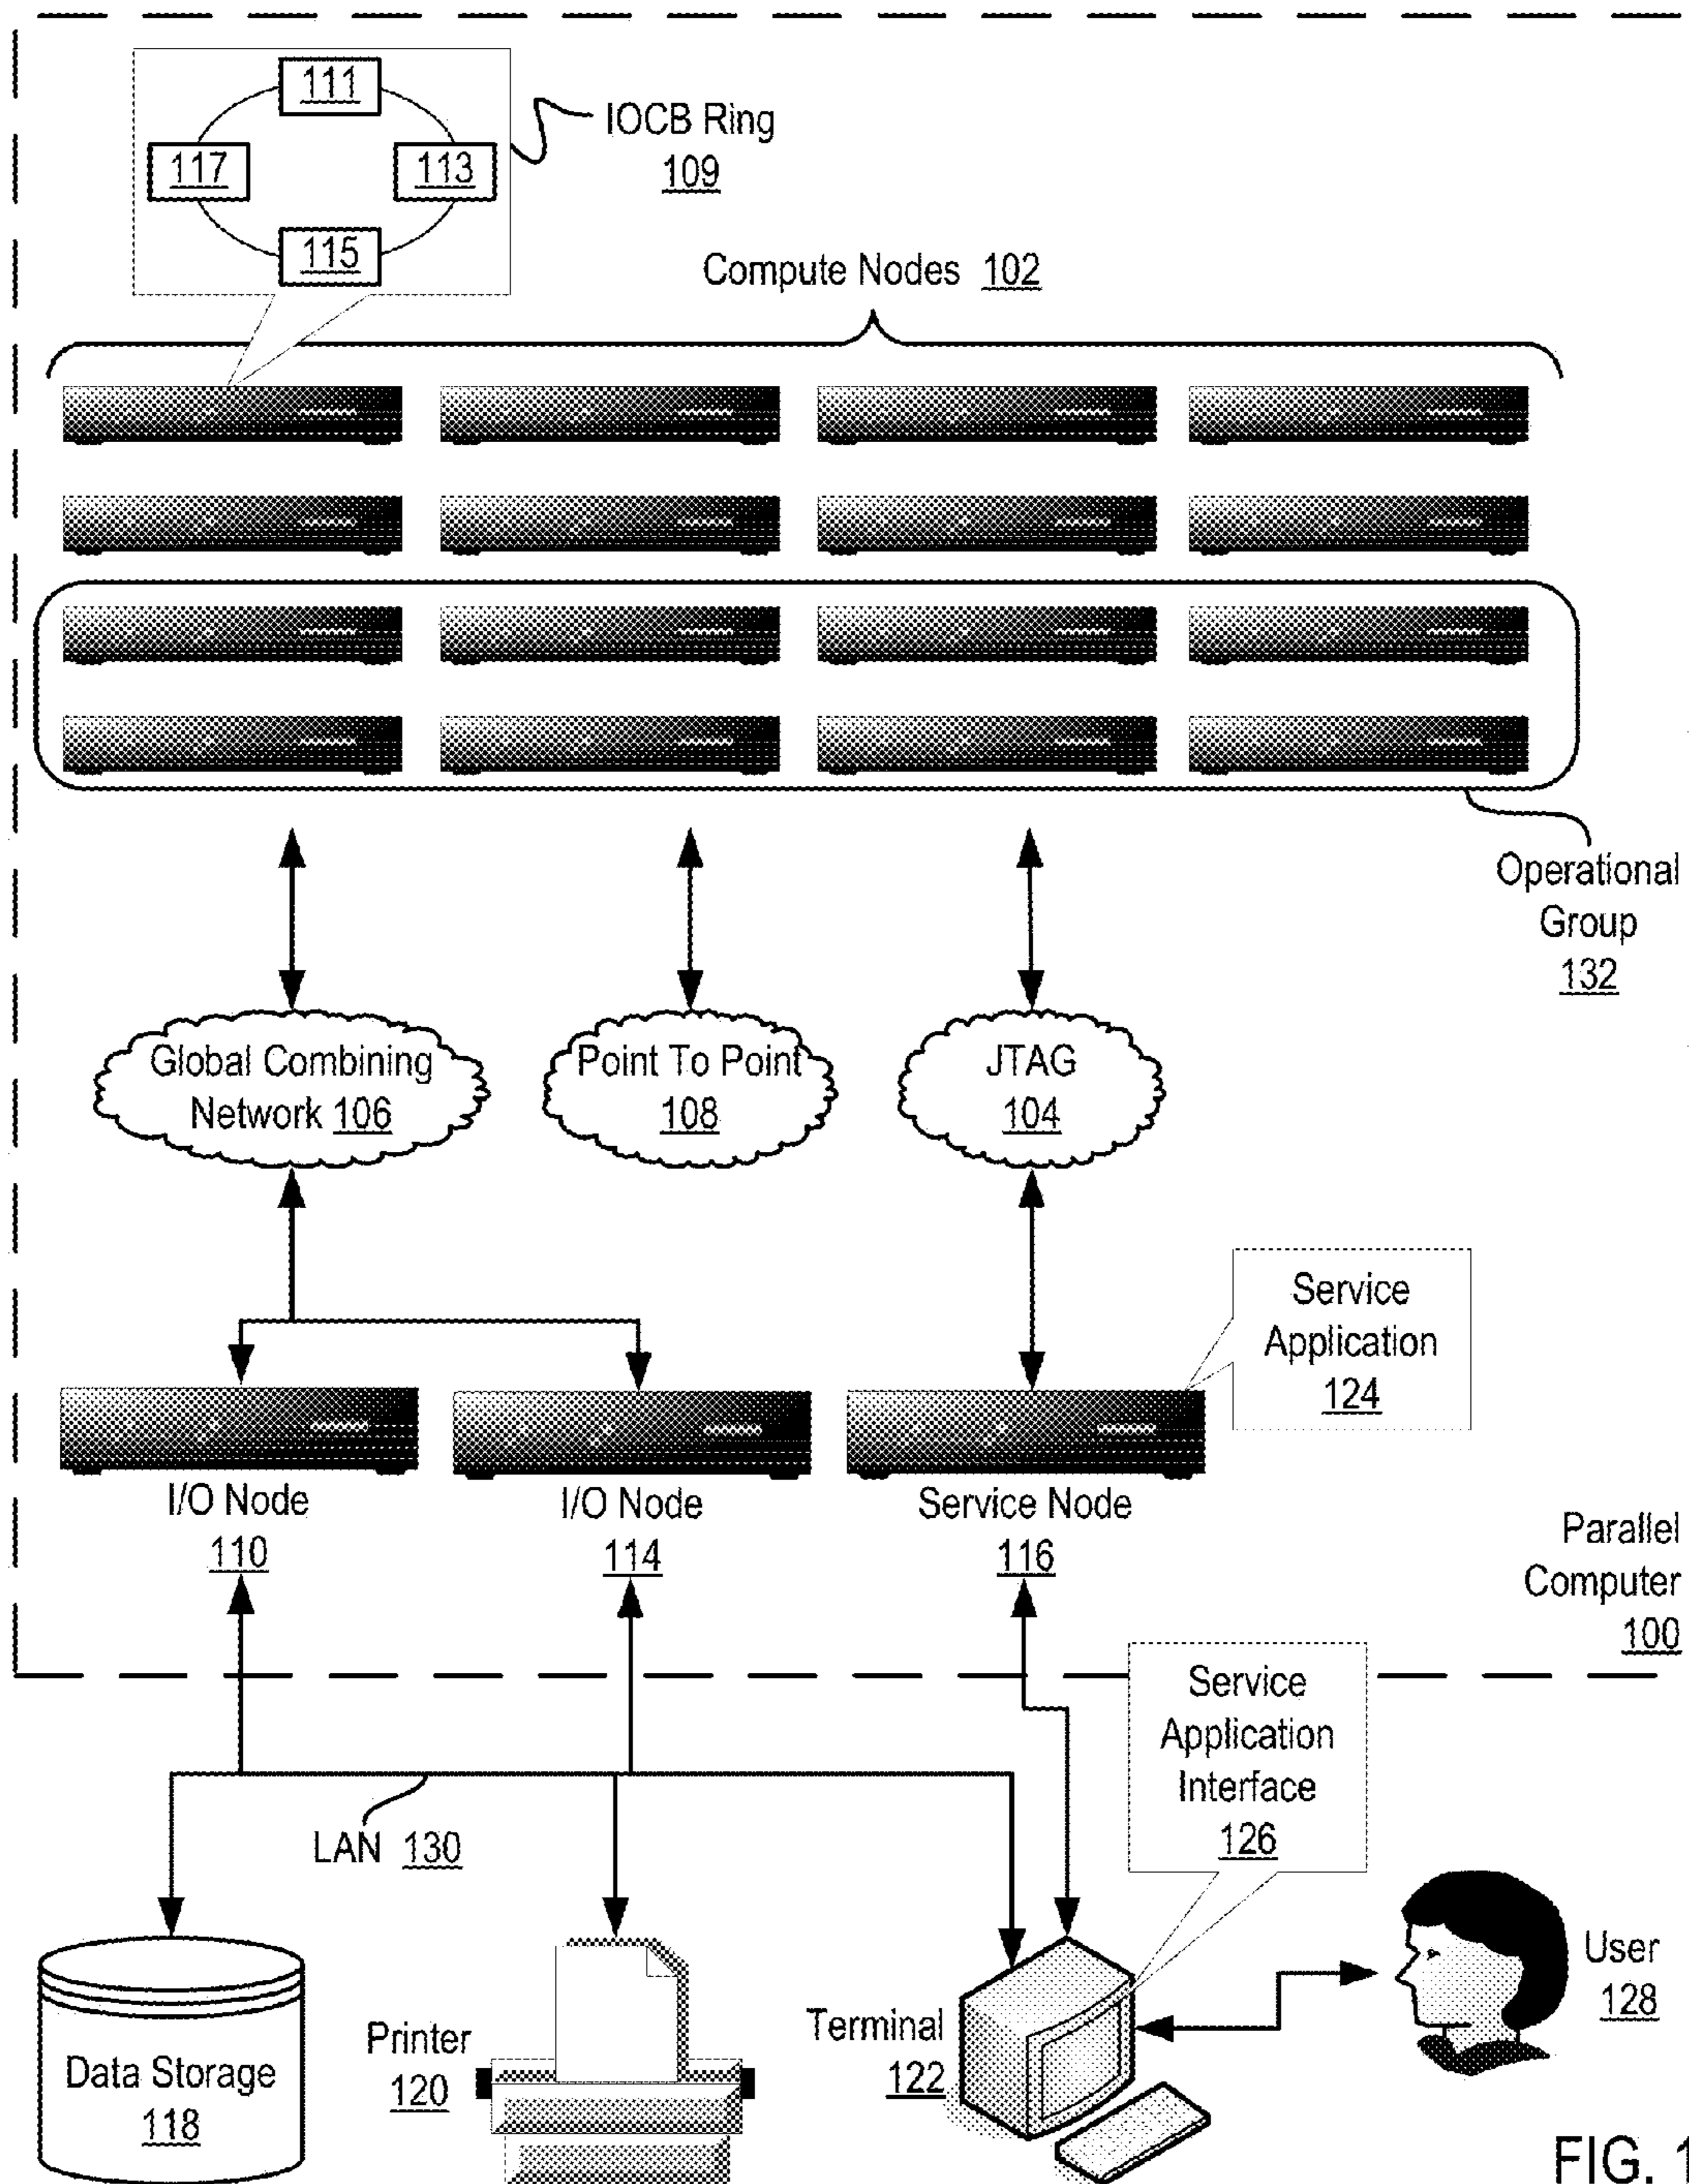 111
117
113
115
IOCB Ring
109
Compute Nodes 102
Operational
Group
132
Global Combining
Network 106
Point To Point
108
JTAG
104
Service
Application
124
I/O Node
110
I/O Node
114
Service Node
116
Parallel
Computer
100
Service
Application
Interface
126
LAN 130
Data Storage
118
Printer
120
Terminal
122
User
128
FIG. 1